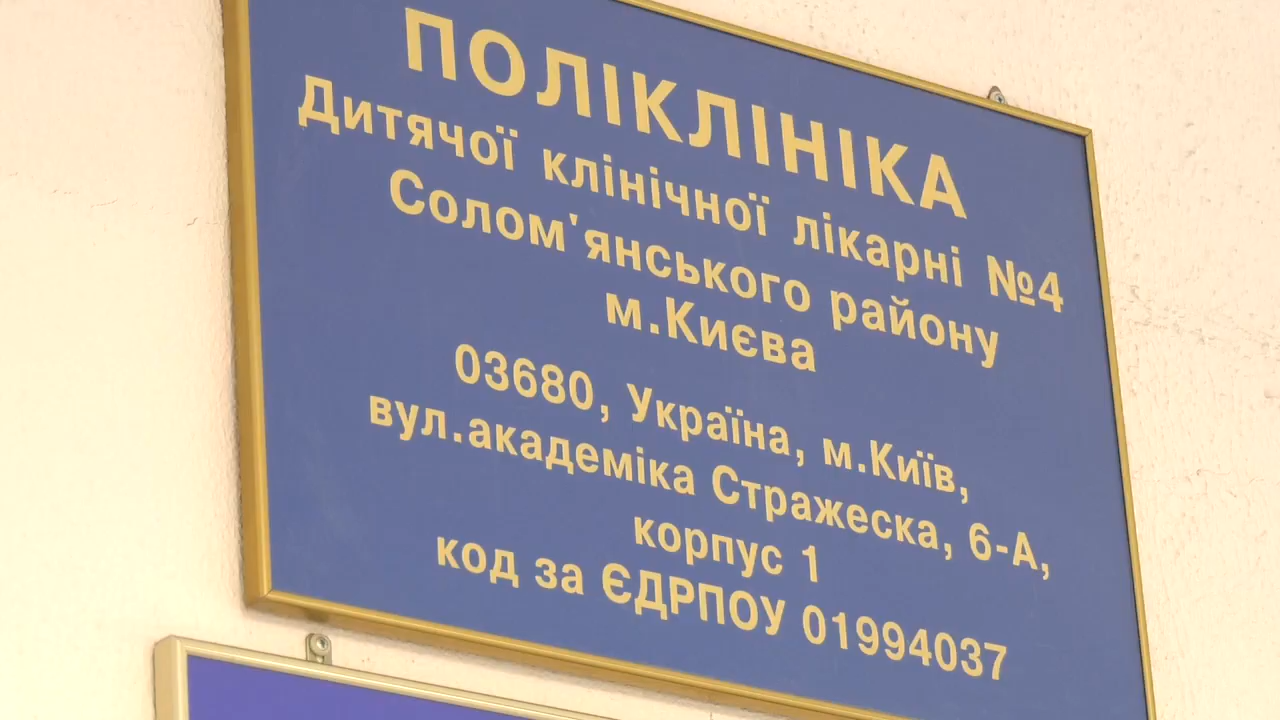 ПОЛІКЛІНІКА
Дитячої клінічної лікарні №4
Солом'янського району
м.Києва
03680, Україна, м.Київ,
вул.академіка Стражеска, 6-А,
корпус 1
код за ЄДРПОУ 01994037